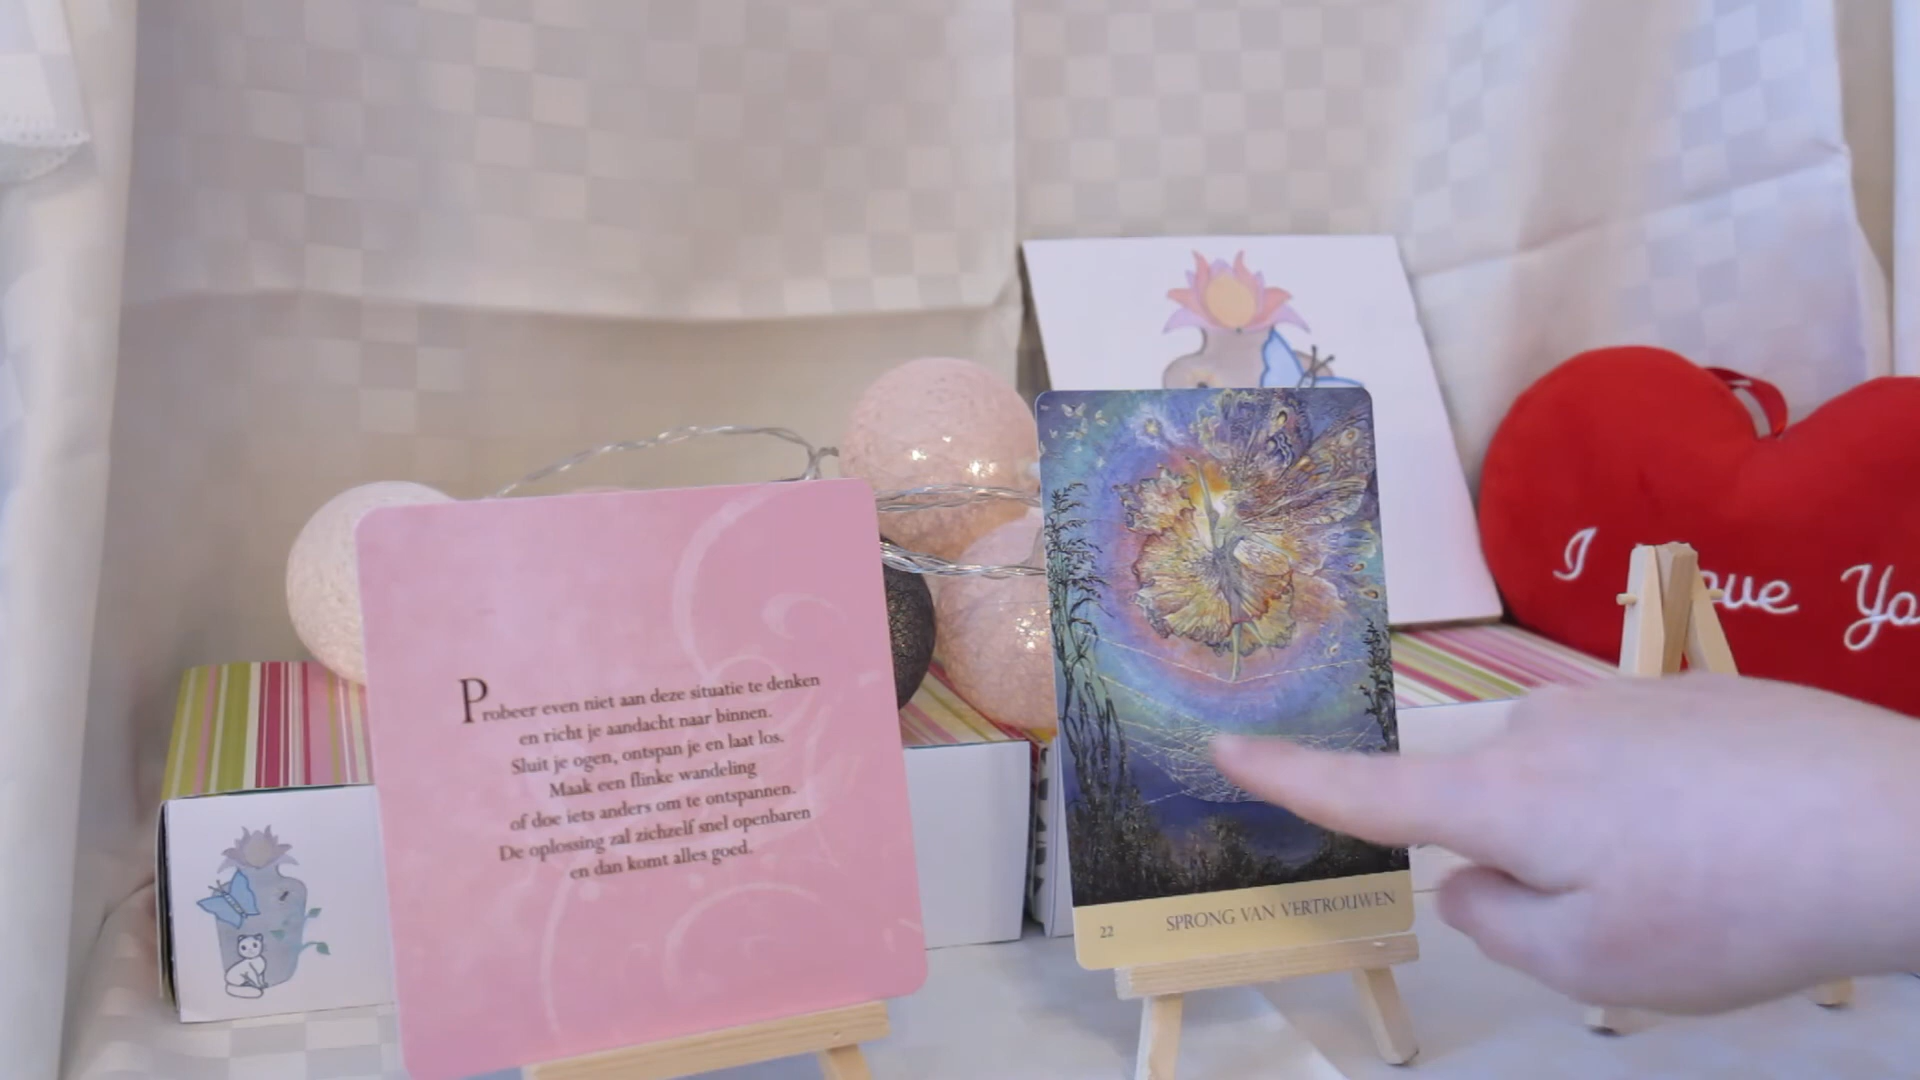 Probeer even niet aan deze situatie te denken
en richt je aandacht naar binnen.
Sluit je ogen, ontspan je en laat los.
Maak een flinke wandeling
of doe iets anders om te ontspannen.
De oplossing zal zichzelf snel openbaren
en dan komt alles goed.
22 SPRONG VAN VERTROUWEN
I ove Yo